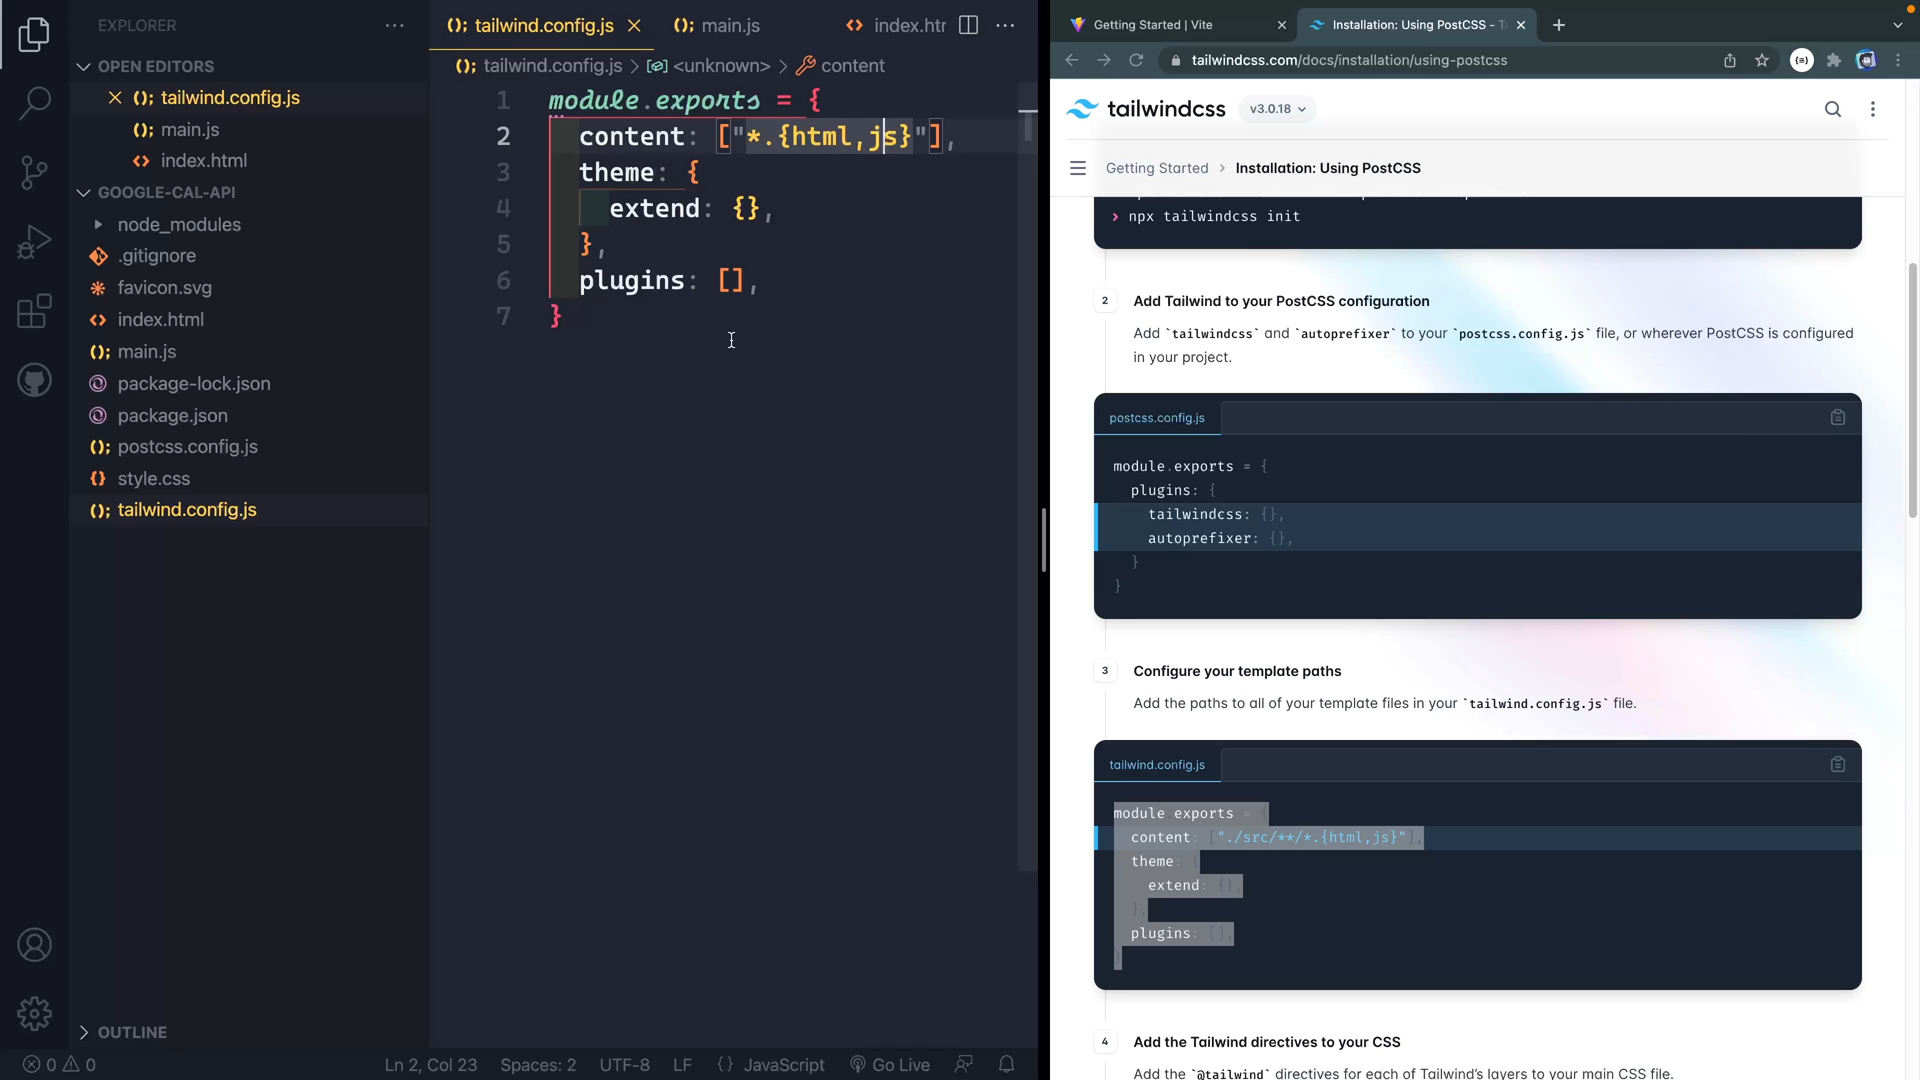 EXPLORER
OPEN EDITORS
tailwind.config.js
main.js
index.html
GOOGLE-CAL-API
node_modules
.gitignore
favicon.svg
index.html
main.js
package-lock.json
package.json
postcss.config.js
style.css
tailwind.config.js
OUTLINE
0 0
tailwind.config.js main.js index.htm
tailwind.config.js > <unknown> > content
1 module.exports = {
2 content: ["*.{html,js}"],
3 theme: {
4 extend: {},
5 },
6 plugins: [],
7 }
Ln 2, Col 23 Spaces: 2 UTF-8 LF {} JavaScript Go Live
Getting Started | Vite
Installation: Using PostCSS - T
tailwindcss.com/docs/installation/using-postcss
tailwindcss v3.0.18
Getting Started > Installation: Using PostCSS
> npx tailwindcss init
2 Add Tailwind to your PostCSS configuration
Add `tailwindcss` and `autoprefixer` to your `postcss.config.js` file, or wherever PostCSS is configured
in your project.
postcss.config.js
module.exports = {
plugins: {
tailwindcss: {},
autoprefixer: {},
}
}
3 Configure your template paths
Add the paths to all of your template files in your `tailwind.config.js` file.
tailwind.config.js
module.exports = {
content: ["./src/**/*.{html,js}"],
theme: {
extend: {},
},
plugins: [],
}
4 Add the Tailwind directives to your CSS
Add the `@tailwind` directives for each of Tailwind's layers to your main CSS file.